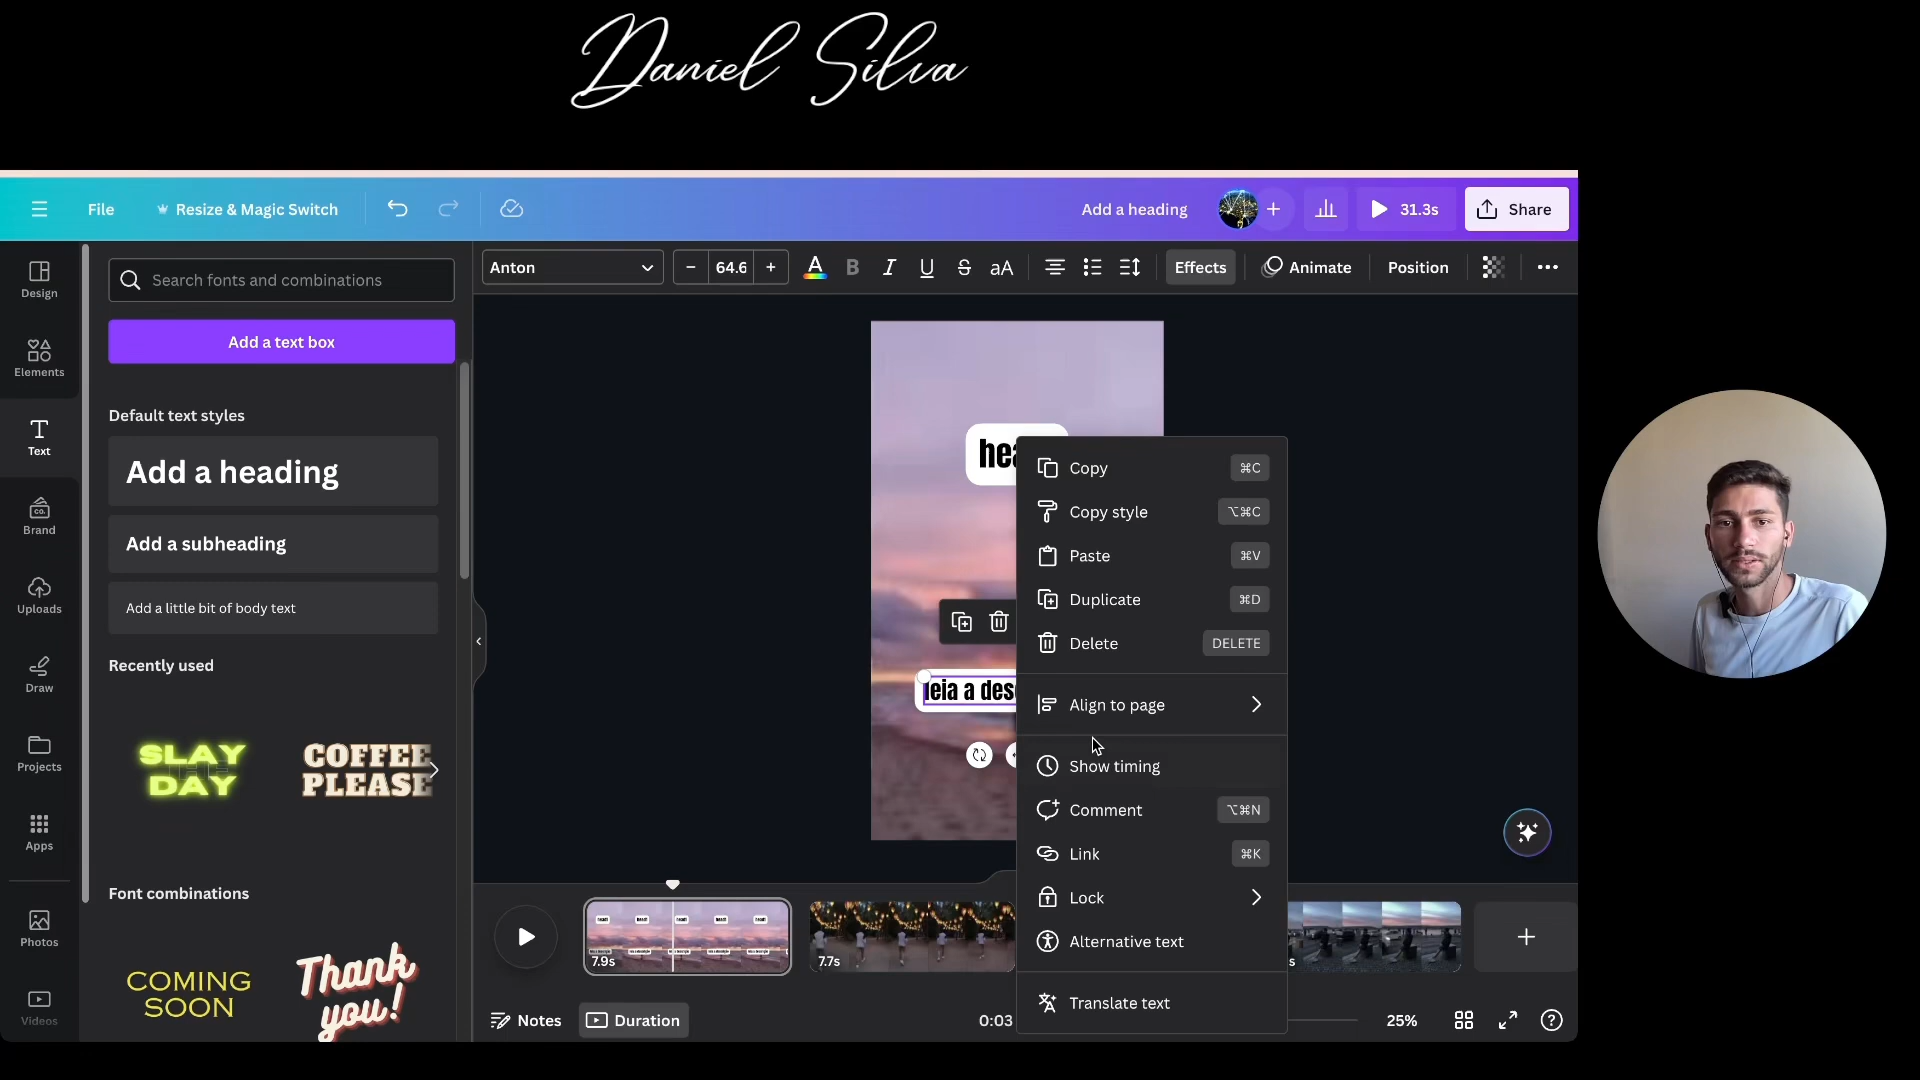 Daniel Silva
File
Resize & Magic Switch
Add a heading
31.3s
Share
Design
Elements
Text
Brand
Uploads
Draw
Projects
Apps
Photos
Videos
Search fonts and combinations
Add a text box
Default text styles
Add a heading
Add a subheading
Add a little bit of body text
Recently used
SLAY
DAY
COFFEE
PLEASE
Font combinations
COMING
SOON
Thank
you!
Anton
64.6
A
B
I
U
S
aA
Effects
Animate
Position
leia a
Copy
⌘C
Copy style
⌥⌘C
Paste
⌘V
Duplicate
⌘D
Delete
DELETE
Align to page
Show timing
Comment
⌥⌘N
Link
⌘K
Lock
Alternative text
Translate text
7.9s
7.7s
Notes
Duration
0:03
25%